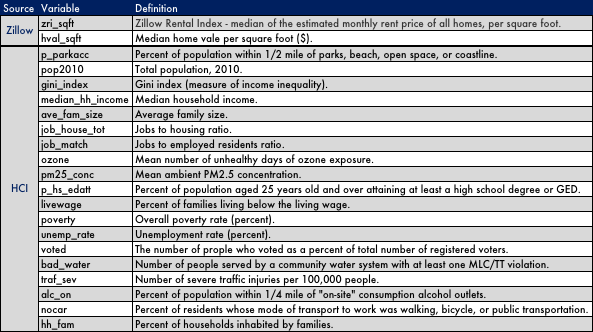 Source Variable Definition
Zillow
zri_sqft Zillow Rental Index - median of the estimated monthly rent price of all homes, per square foot.
hval_sqft Median home vale per square foot ($).
HCI
p_parkacc Percent of population within 1/2 mile of parks, beach, open space, or coastline.
pop2010 Total population, 2010.
gini_index Gini index (measure of income inequality).
median_hh_income Median household income.
ave_fam_size Average family size.
job_house_tot Jobs to housing ratio.
job_match Jobs to employed residents ratio.
ozone Mean number of unhealthy days of ozone exposure.
pm25_conc Mean ambient PM2.5 concentration.
p_hs_edatt Percent of population aged 25 years old and over attaining at least a high school degree or GED.
livewage Percent of families living below the living wage.
poverty Overall poverty rate (percent).
unemp_rate Unemployment rate (percent).
voted The number of prople who voted as a percent of total number of registered voters.
bad_water Number of people served by a community water system with at least one MLC/TT violation.
traf_sev Number of severe traffic injuries per 100,000 people.
alc_on Percent of population within 1/4 mile of "on-site" consumption alcohol outlets.
nocar Percent of residents whose mode of transport to work was walking, bicycle, or public transportation.
hh_fam Percent of households inhabited by families.